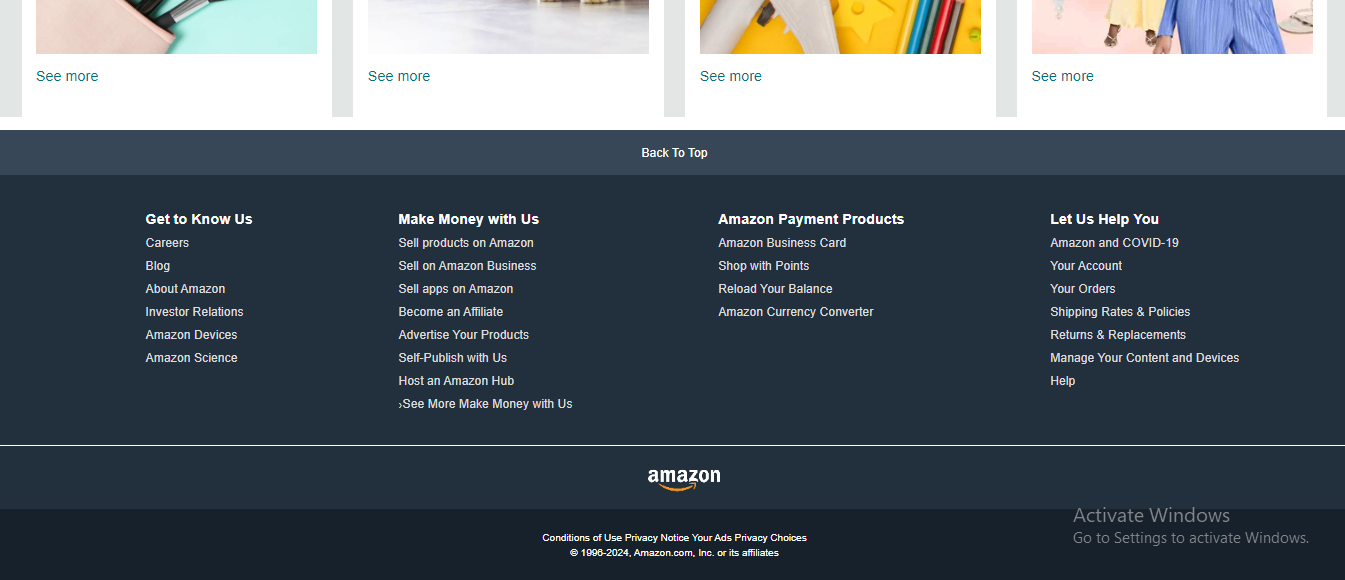 See more
See more
See more
See more
Back To Top
Get to Know Us
Careers
Blog
About Amazon
Investor Relations
Amazon Devices
Amazon Science
Make Money with Us
Sell products on Amazon
Sell on Amazon Business
Sell apps on Amazon
Become an Affiliate
Advertise Your Products
Self-Publish with Us
Host an Amazon Hub
›See More Make Money with Us
Amazon Payment Products
Amazon Business Card
Shop with Points
Reload Your Balance
Amazon Currency Converter
Let Us Help You
Amazon and COVID-19
Your Account
Your Orders
Shipping Rates & Policies
Returns & Replacements
Manage Your Content and Devices
Help
amazon
Conditions of Use Privacy Notice Your Ads Privacy Choices
© 1996-2024, Amazon.com, Inc. or its affiliates
Activate Windows
Go to Settings to activate Windows.